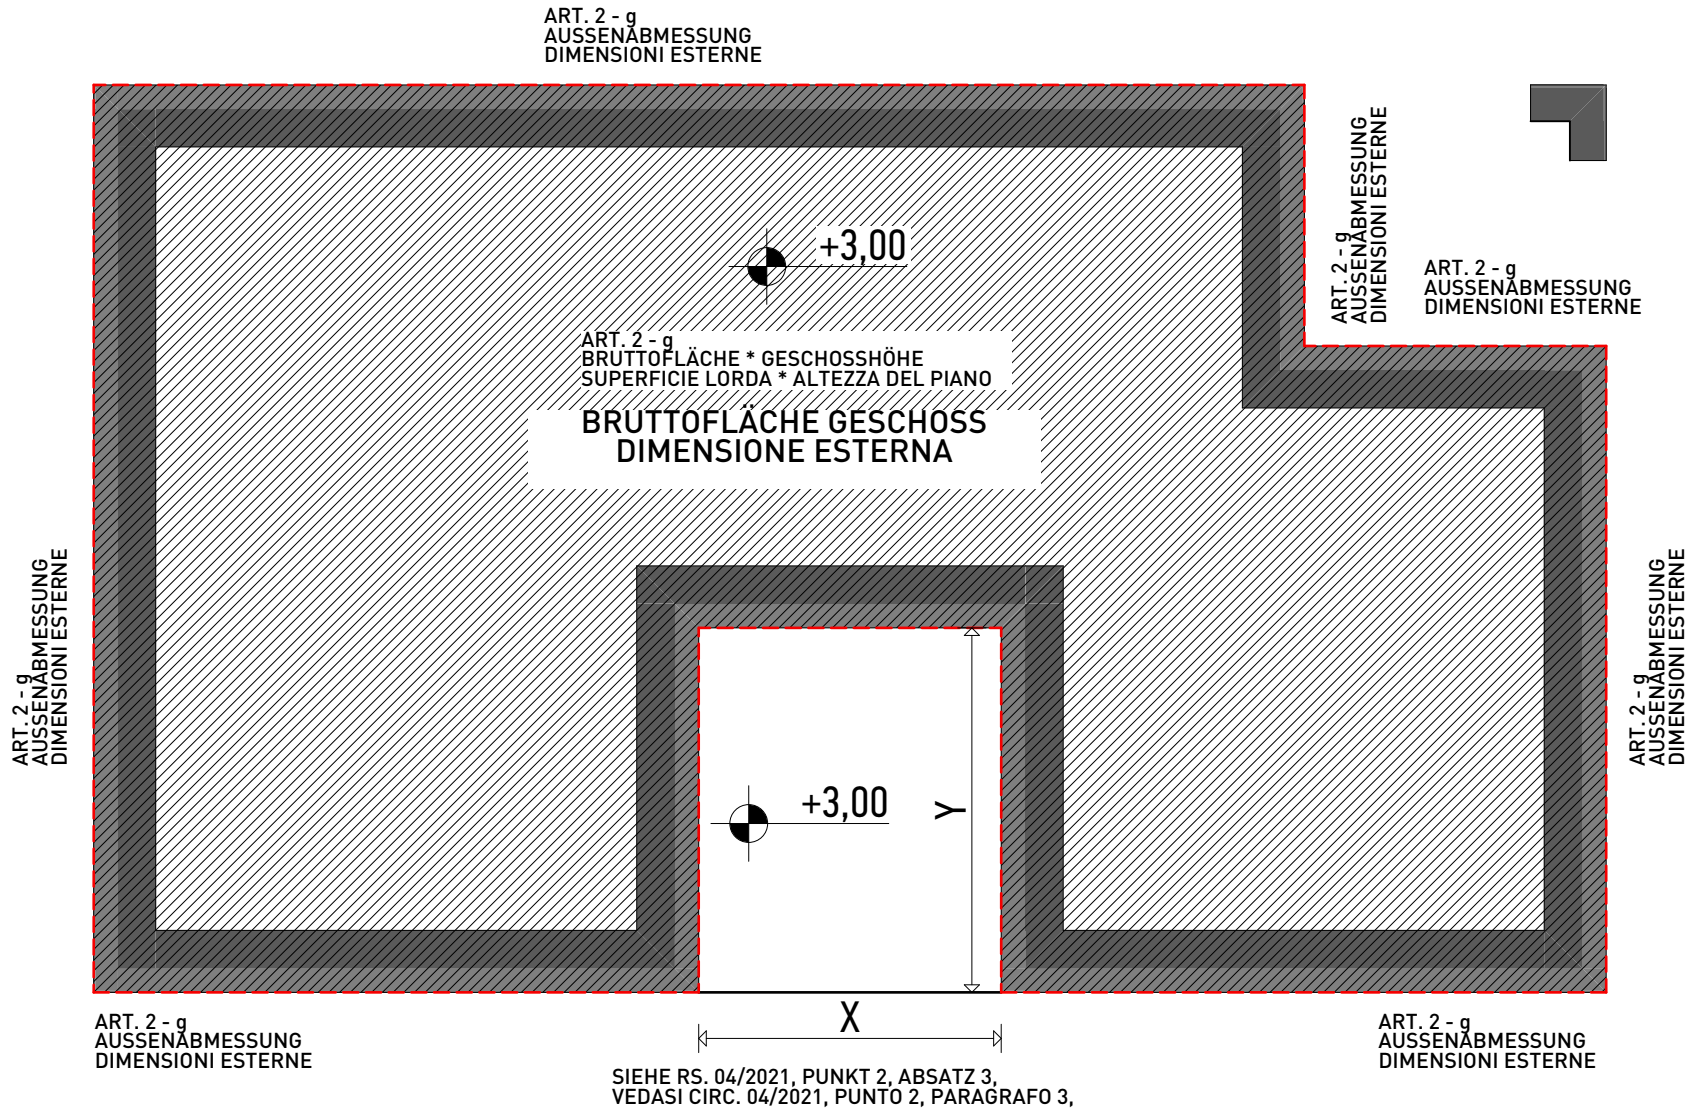 ART. 2 - g
AUSSENABMESSUNG
DIMENSIONI ESTERNE
ART. 2 - g
AUSSENABMESSUNG
DIMENSIONI ESTERNE
ART. 2 - g
AUSSENABMESSUNG
DIMENSIONI ESTERNE
+3,00
ART. 2 - g
BRUTTOFLÄCHE * GESCHOSSHÖHE
SUPERFICIE LORDA * ALTEZZA DEL PIANO
BRUTTOFLÄCHE GESCHOSS
DIMENSIONE ESTERNA
ART. 2 - g
AUSSENABMESSUNG
DIMENSIONI ESTERNE
ART. 2 - g
AUSSENABMESSUNG
DIMENSIONI ESTERNE
+3,00
Y
X
ART. 2 - g
AUSSENABMESSUNG
DIMENSIONI ESTERNE
ART. 2 - g
AUSSENABMESSUNG
DIMENSIONI ESTERNE
SIEHE RS. 04/2021, PUNKT 2, ABSATZ 3,
VEDASI CIRC. 04/2021, PUNTO 2, PARAGRAFO 3,